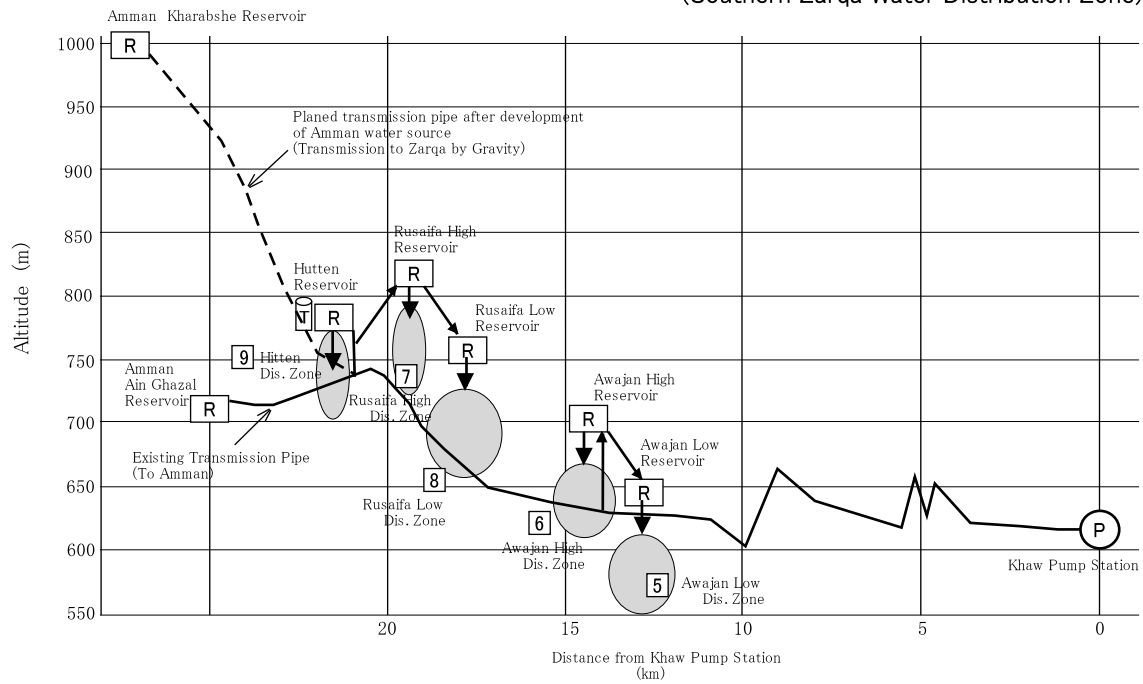 (Southern Zarqa Water Distribution Zone)
Amman Kharabshe Reservoir
R
1000
950
900
850
800
750
700
650
600
550
Altitude (m)
Planed transmission pipe after development
of Amman water source
(Transmission to Zarqa by Gravity)
Rusaifa High
Reservoir
R
Hutten
Reservoir
T
R
Rusaifa Low
Reservoir
R
9
Hitten
Dis. Zone
7
Rusaifa High
Dis. Zone
Amman
Ain Ghazal
Reservoir
R
Awajan High
Reservoir
R
Existing Transmission Pipe
(To Amman)
Awajan Low
Reservoir
R
8
Rusaifa Low
Dis. Zone
6
Awajan High
Dis. Zone
5
Awajan Low
Dis. Zone
P
Khaw Pump Station
20
15
10
5
0
Distance from Khaw Pump Station
(km)